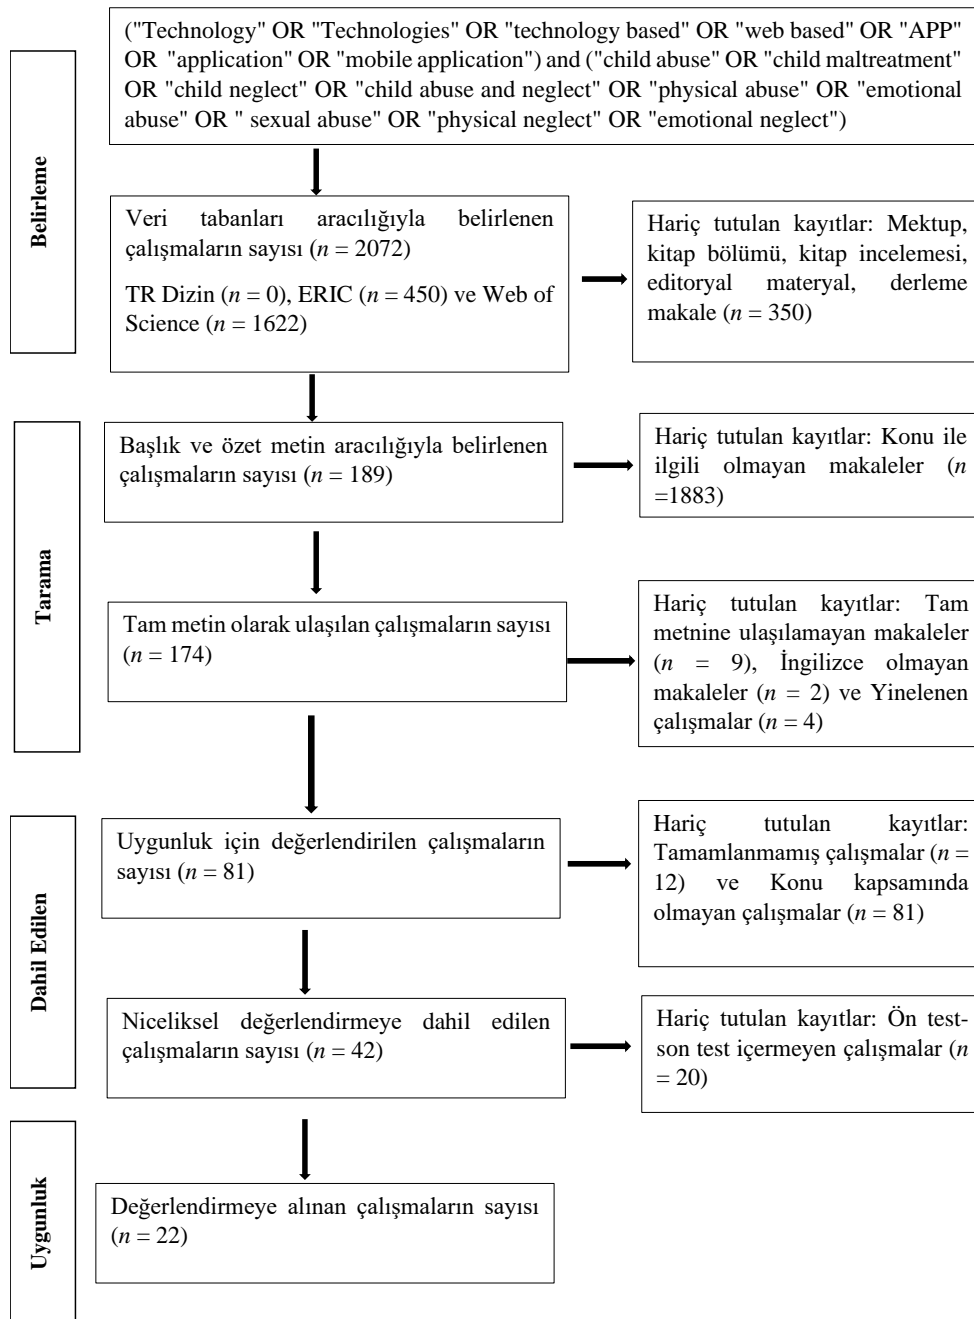 ("Technology" OR "Technologies" OR "technology based" OR "web based" OR "APP"
OR "application" OR "mobile application") and ("child abuse" OR "child maltreatment"
OR "child neglect" OR "child abuse and neglect" OR "physical abuse" OR "emotional
abuse" OR " sexual abuse" OR "physical neglect" OR "emotional neglect")
Belirleme
Veri tabanları aracılığıyla belirlenen
çalışmaların sayısı (n = 2072)
TR Dizin (n = 0), ERIC (n = 450) ve Web of
Science (n = 1622)
Hariç tutulan kayıtlar: Mektup,
kitap bölümü, kitap incelemesi,
editoryal materyal, derleme
makale (n = 350)
Tarama
Başlık ve özet metin aracılığıyla belirlenen
çalışmaların sayısı (n = 189)
Hariç tutulan kayıtlar: Konu ile
ilgili olmayan makaleler (n
=1883)
Tam metin olarak ulaşılan çalışmaların sayısı
(n = 174)
Hariç tutulan kayıtlar: Tam
metnine ulaşılamayan makaleler
(n = 9), İngilizce olmayan
makaleler (n = 2) ve Yinelenen
çalışmalar (n = 4)
Dahil Edilen
Uygunluk için değerlendirilen çalışmaların
sayısı (n = 81)
Hariç tutulan kayıtlar:
Tamamlanmamış çalışmalar (n =
12) ve Konu kapsamında
olmayan çalışmalar (n = 81)
Niceliksel değerlendirmeye dahil edilen
çalışmaların sayısı (n = 42)
Hariç tutulan kayıtlar: Ön test-
son test içermeyen çalışmalar (n
= 20)
Uygunluk
Değerlendirmeye alınan çalışmaların sayısı
(n = 22)